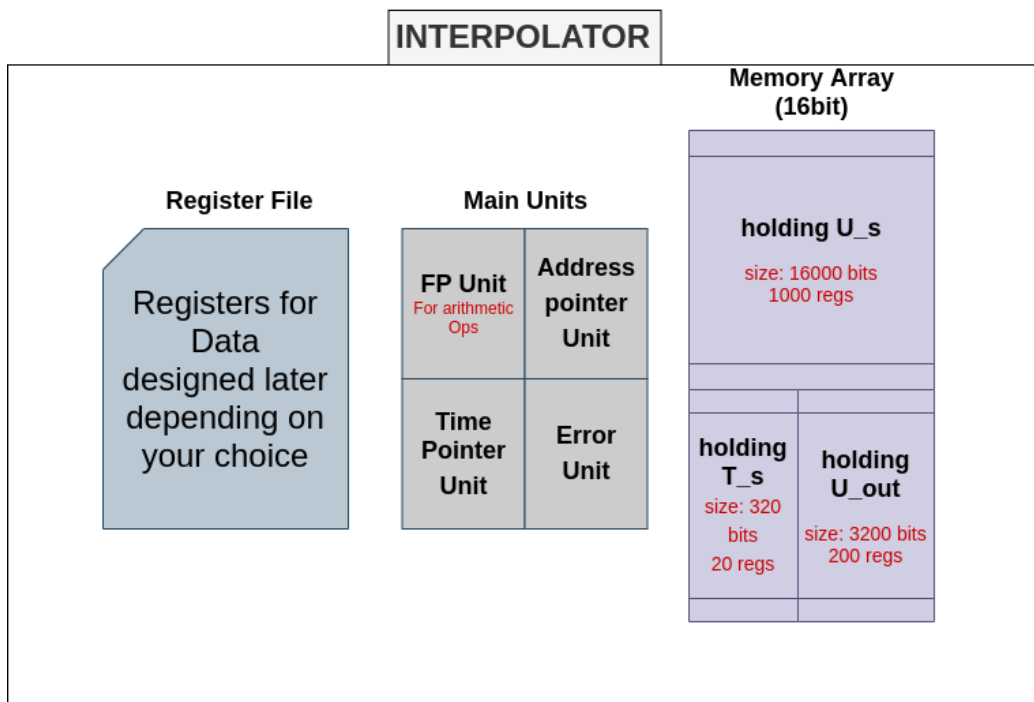 INTERPOLATOR
Memory Array
(16bit)
Register File
Main Units
Registers for
Data
designed later
depending on
your choice
FP Unit
For arithmetic
Ops
Address
pointer
Unit
Time
Pointer
Unit
Error
Unit
holding U_s
size: 16000 bits
1000 regs
holding
T_s
size: 320
bits
20 regs
holding
U_out
size: 3200 bits
200 regs